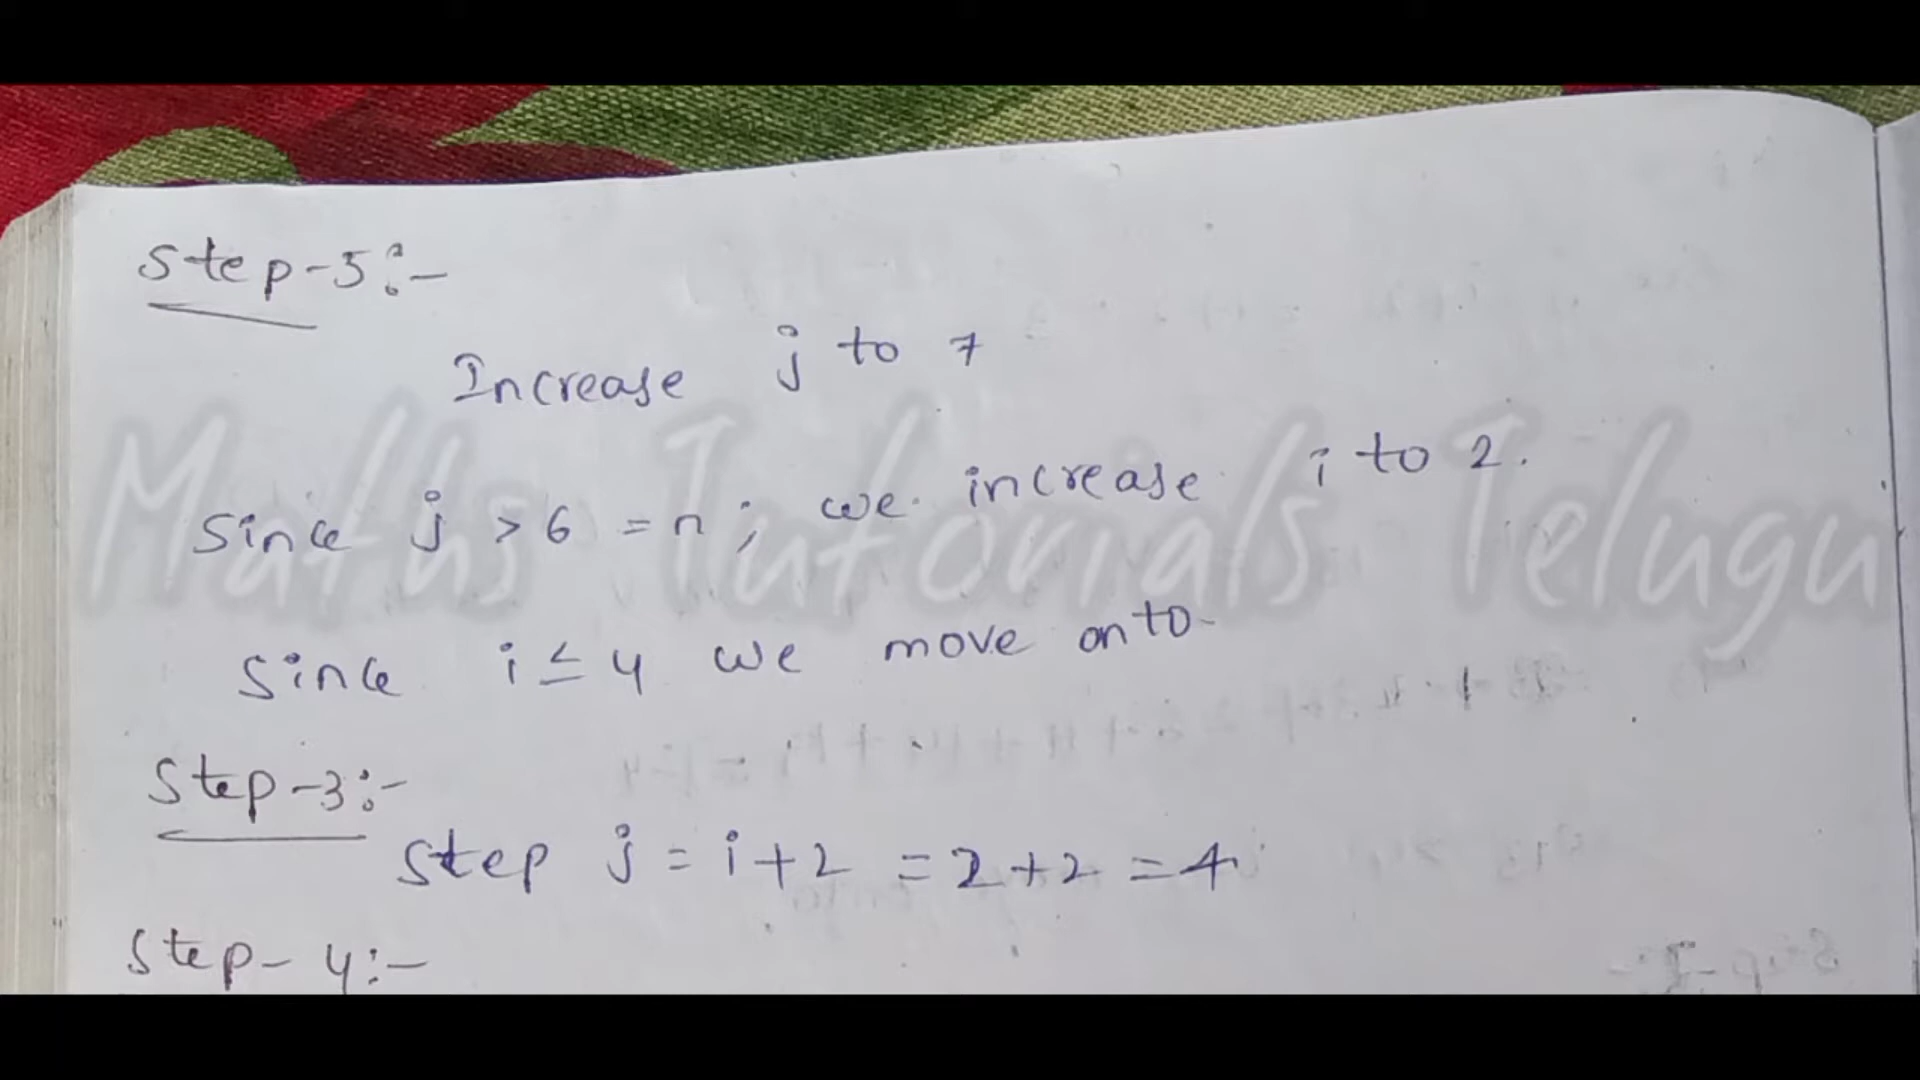 Step-5:-
Increase j to 7
Since j > 6 = n; we increase i to 2.
Since i ≤ 4 we move onto
Step-3:-
Step j = i+2 = 2+2 = 4
Step-4:-
Maths Tutorials Telugu